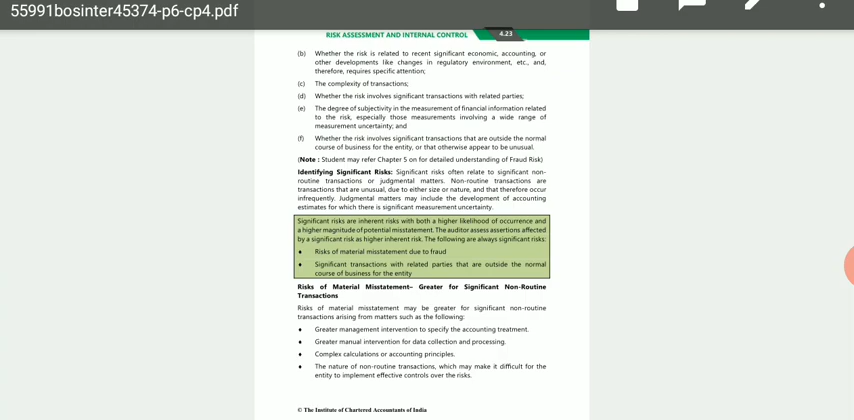 55991bosinter45374-p6-cp4.pdf
RISK ASSESSMENT AND INTERNAL CONTROL 4.23
(b) Whether the risk is related to recent significant economic, accounting, or
other developments like changes in regulatory environment, etc., and,
therefore, requires specific attention;
(c) The complexity of transactions;
(d) Whether the risk involves significant transactions with related parties;
(e) The degree of subjectivity in the measurement of financial information related
to the risk, especially those measurements involving a wide range of
measurement uncertainty; and
(f) Whether the risk involves significant transactions that are outside the normal
course of business for the entity, or that otherwise appear to be unusual.
(Note : Student may refer Chapter 5 on for detailed understanding of Fraud Risk)
Identifying Significant Risks: Significant risks often relate to significant non-
routine transactions or judgmental matters. Non-routine transactions are
transactions that are unusual, due to either size or nature, and that therefore occur
infrequently. Judgmental matters may include the development of accounting
estimates for which there is significant measurement uncertainty.
Significant risks are inherent risks with both a higher likelihood of occurrence and
a higher magnitude of potential misstatement. The auditor assess assertions affected
by a significant risk as higher inherent risk. The following are always significant risks:
♦ Risks of material misstatement due to fraud
♦ Significant transactions with related parties that are outside the normal
course of business for the entity
Risks of Material Misstatement– Greater for Significant Non-Routine
Transactions
Risks of material misstatement may be greater for significant non-routine
transactions arising from matters such as the following:
♦ Greater management intervention to specify the accounting treatment.
♦ Greater manual intervention for data collection and processing.
♦ Complex calculations or accounting principles.
♦ The nature of non-routine transactions, which may make it difficult for the
entity to implement effective controls over the risks.
© The Institute of Chartered Accountants of India